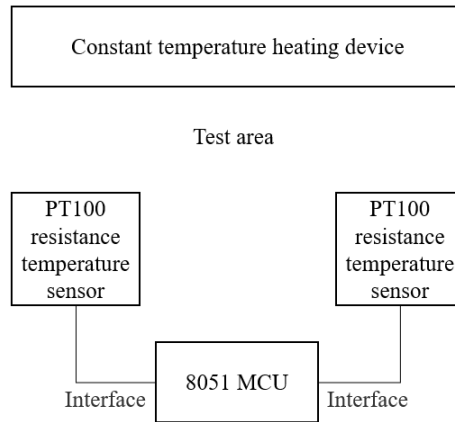 Constant temperature heating device
Test area
PT100
resistance
temperature
sensor
PT100
resistance
temperature
sensor
8051 MCU
Interface
Interface